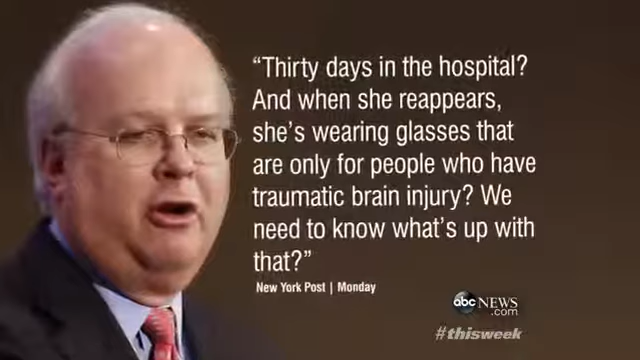 “Thirty days in the hospital?
And when she reappears,
she’s wearing glasses that
are only for people who have
traumatic brain injury? We
need to know what’s up with
that?”
New York Post | Monday
abc NEWS
.com
#thisweek